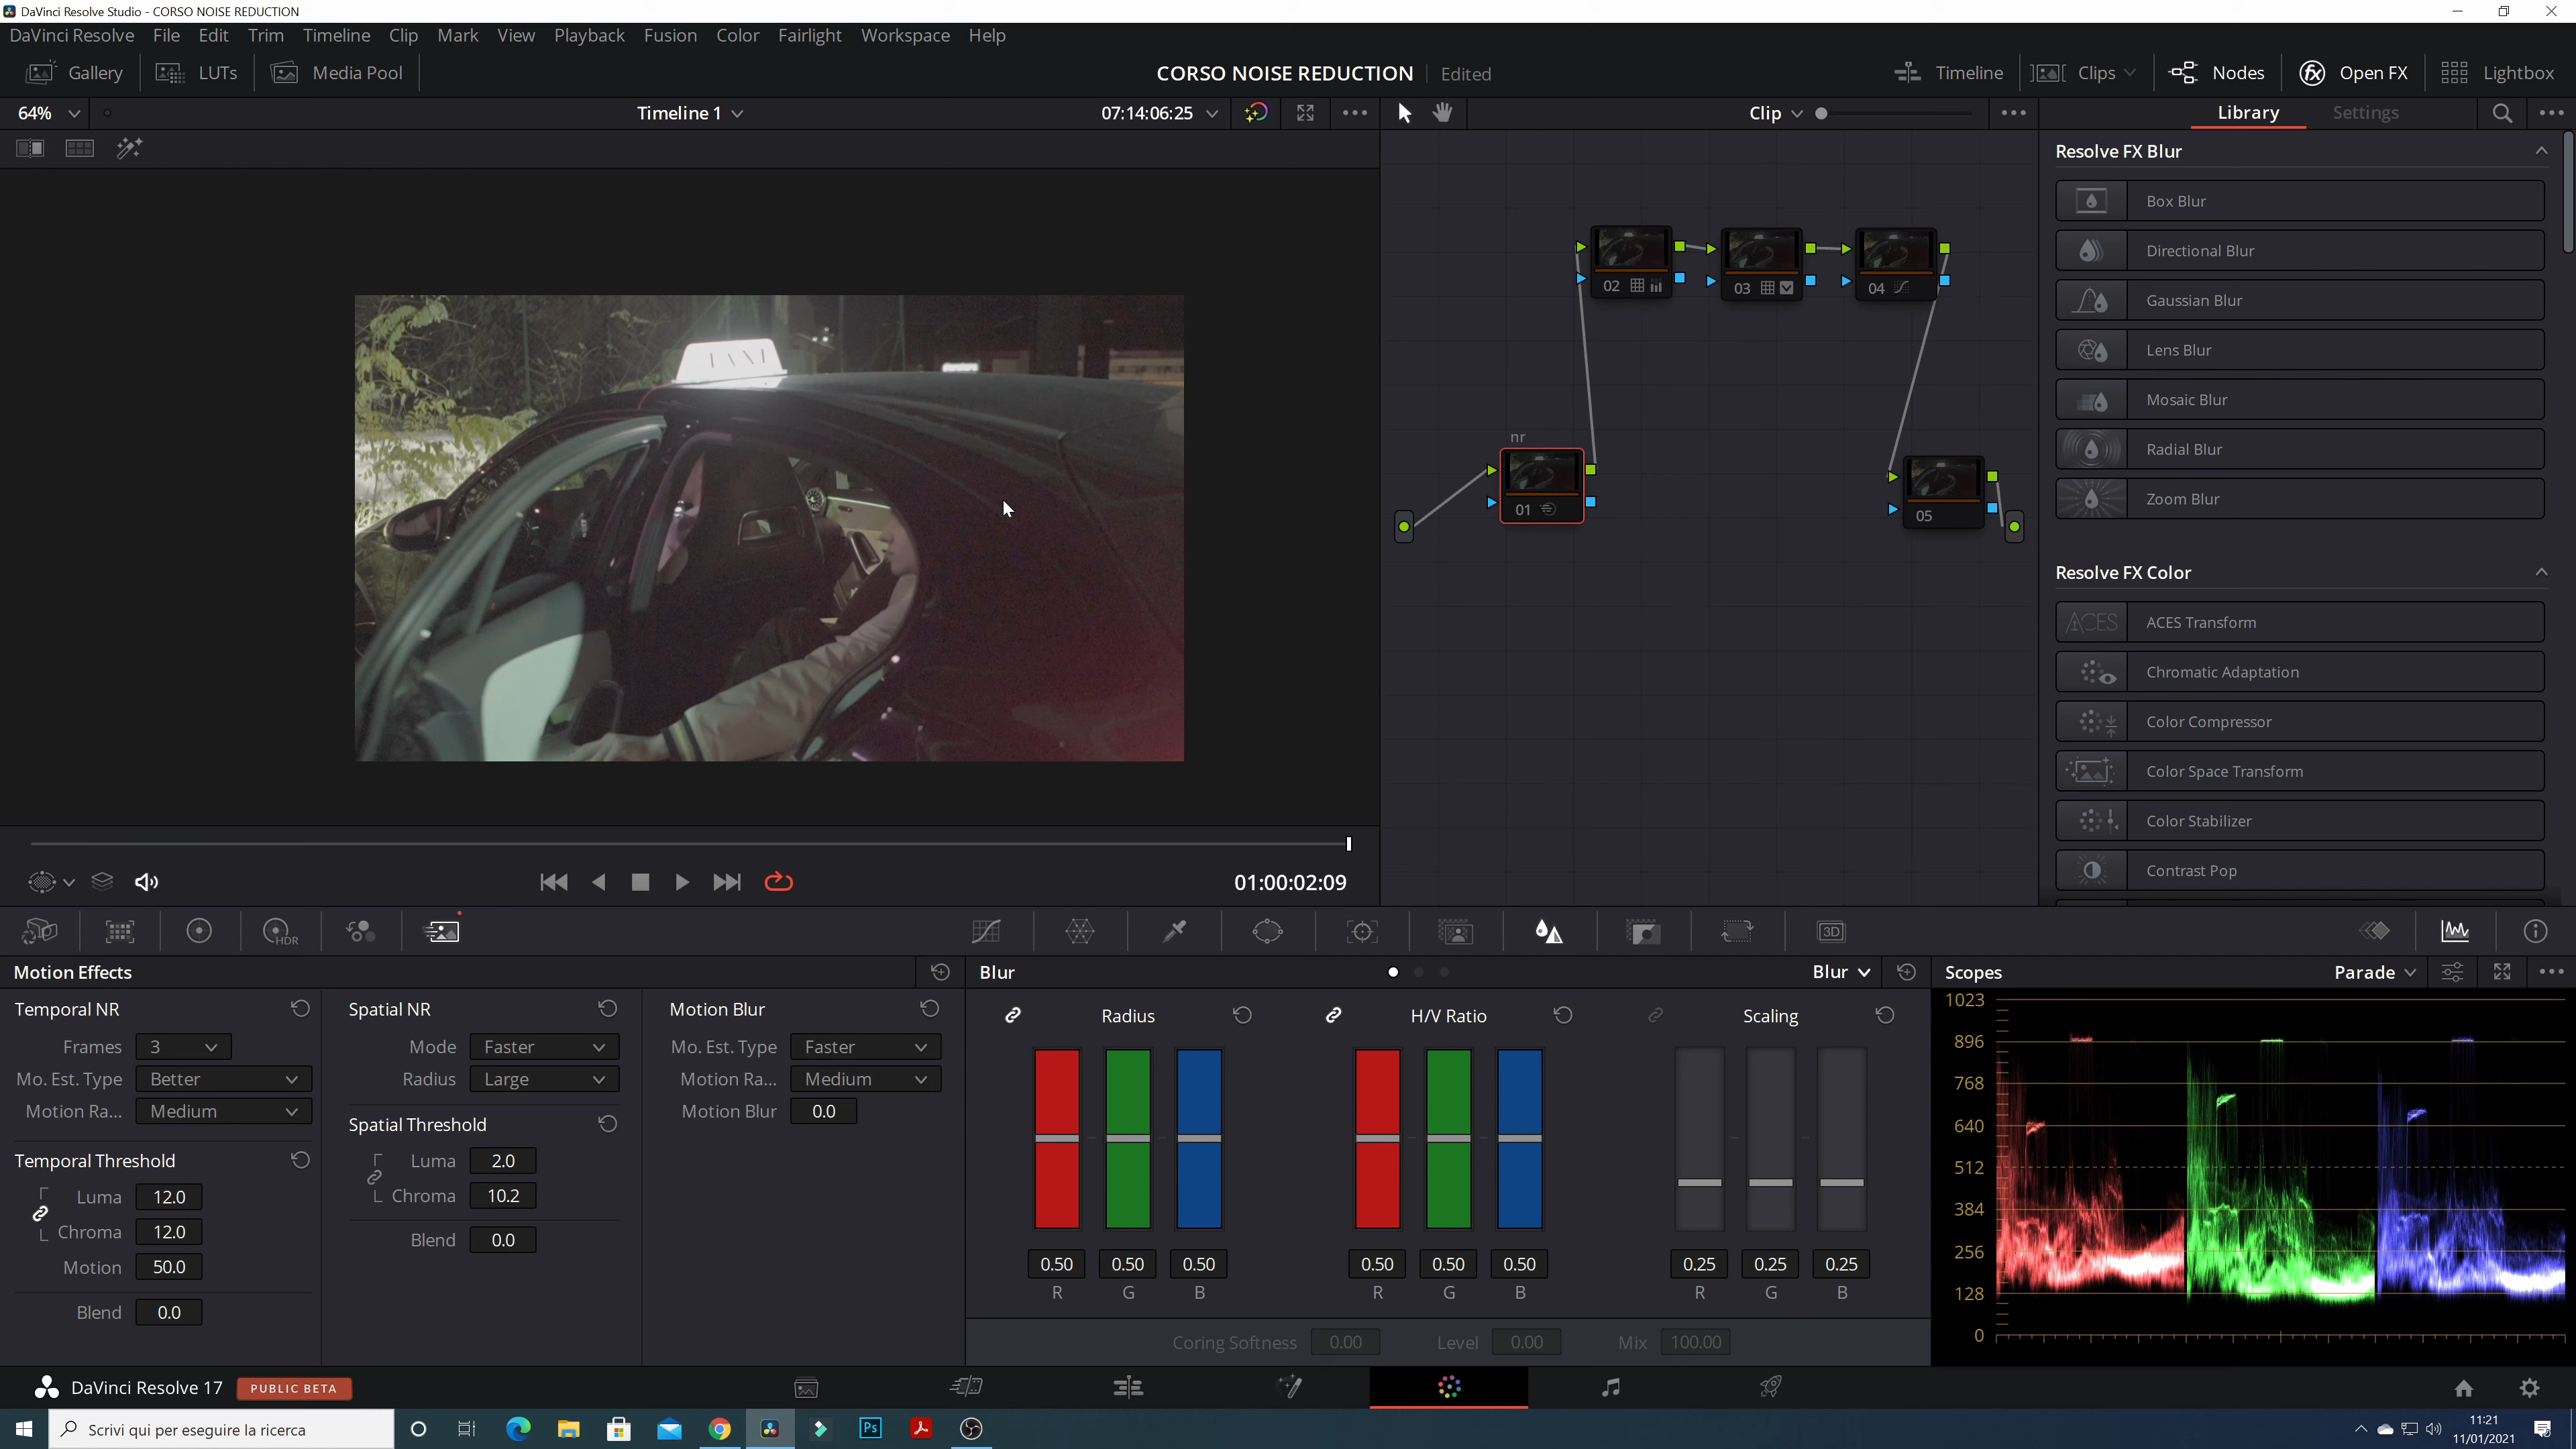 DaVinci Resolve Studio - CORSO NOISE REDUCTION
DaVinci Resolve File Edit Trim Timeline Clip Mark View Playback Fusion Color Fairlight Workspace Help
Gallery LUTs Media Pool CORSO NOISE REDUCTION Edited Timeline Clips Nodes Open FX Lightbox
64% Timeline 1 07:14:06:25 Clip Library Settings
Resolve FX Blur
Box Blur
Directional Blur
Gaussian Blur
Lens Blur
Mosaic Blur
Radial Blur
Zoom Blur
02 03 04
nr
01 05
Resolve FX Color
ACES ACES Transform
Chromatic Adaptation
Color Compressor
Color Space Transform
Color Stabilizer
Contrast Pop
01:00:02:09
HDR 3D
Motion Effects Blur Blur Scopes Parade
Temporal NR
Frames 3
Mo. Est. Type Better
Motion Ra... Medium
Temporal Threshold
Luma 12.0
Chroma 12.0
Motion 50.0
Blend 0.0
Spatial NR
Mode Faster
Radius Large
Spatial Threshold
Luma 2.0
Chroma 10.2
Blend 0.0
Motion Blur
Mo. Est. Type Faster
Motion Ra... Medium
Motion Blur 0.0
Radius H/V Ratio Scaling
0.50 0.50 0.50 0.50 0.50 0.50 0.25 0.25 0.25
R G B R G B R G B
Coring Softness 0.00 Level 0.00 Mix 100.00
1023
896
768
640
512
384
256
128
0
DaVinci Resolve 17 PUBLIC BETA
Scrivi qui per eseguire la ricerca
Ps
11:21
11/01/2021